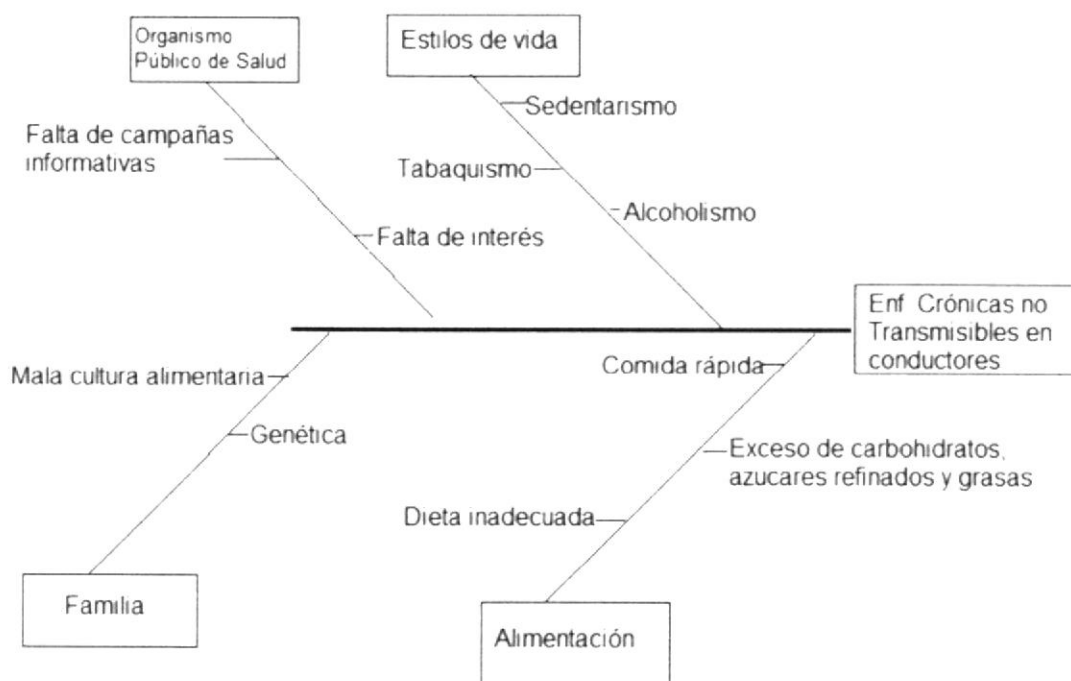 Organismo
Público de Salud
Estilos de vida
Sedentarismo
Falta de campañas
informativas
Tabaquismo
Alcoholismo
Falta de interés
Enf Crónicas no
Transmisibles en
conductores
Mala cultura alimentaria
Comida rápida
Genética
Exceso de carbohidratos,
azucares refinados y grasas
Dieta inadecuada
Familia
Alimentación